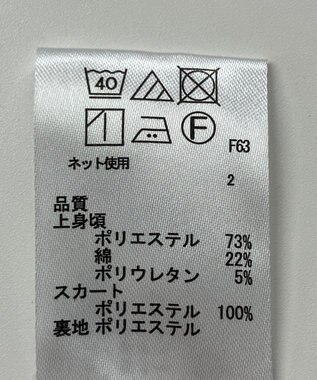 40
F
F63
ネット使用
2
品質
上身頃
ポリエステル 73%
綿 22%
ポリウレタン 5%
スカート
ポリエステル 100%
裏地 ポリエステル